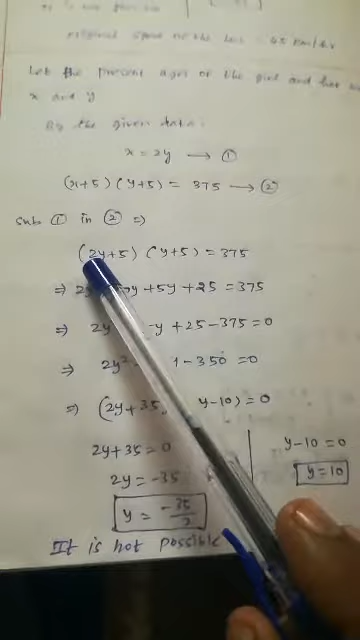 original speed of the bus = 45 km/hr
Let the present ages of the girl and her
x and y
By the given data.
x = 2y → ①
(x+5) (y+5) = 375 → ②
sub ① in ② ⇒
(2y+5) (y+5) = 375
⇒ +5y + 25 = 375
⇒ 2y + 25 - 375 = 0
⇒ 2y² - 350 = 0
⇒ (2y + 35) y - 10) = 0
2y + 35 = 0
y - 10 = 0
2y = -35
y = 10
y = -35/2
It is not possible